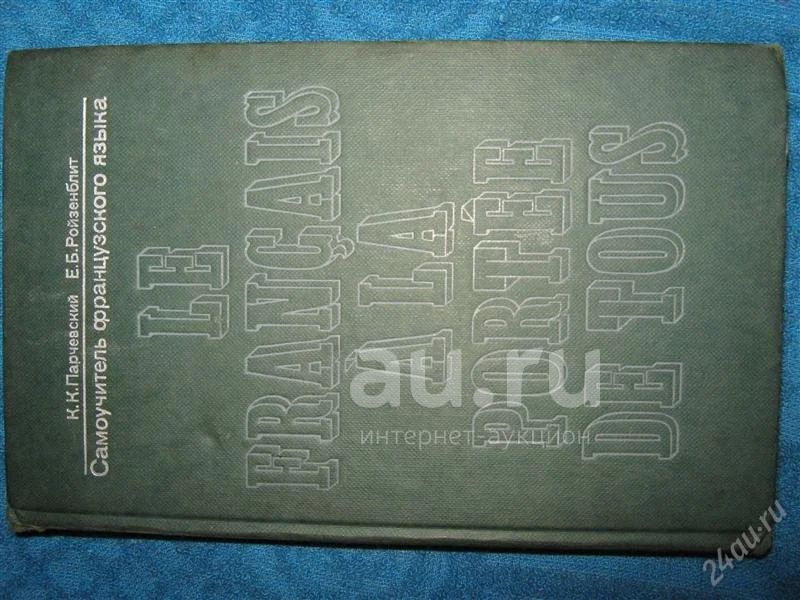 К.К.Парчевский Е.Б.Ройзенблит
Самоучитель французского языка
LE
FRANÇAIS
À LA
PORTÉE
DE TOUS
au.ru
интернет-аукцион
24au.ru